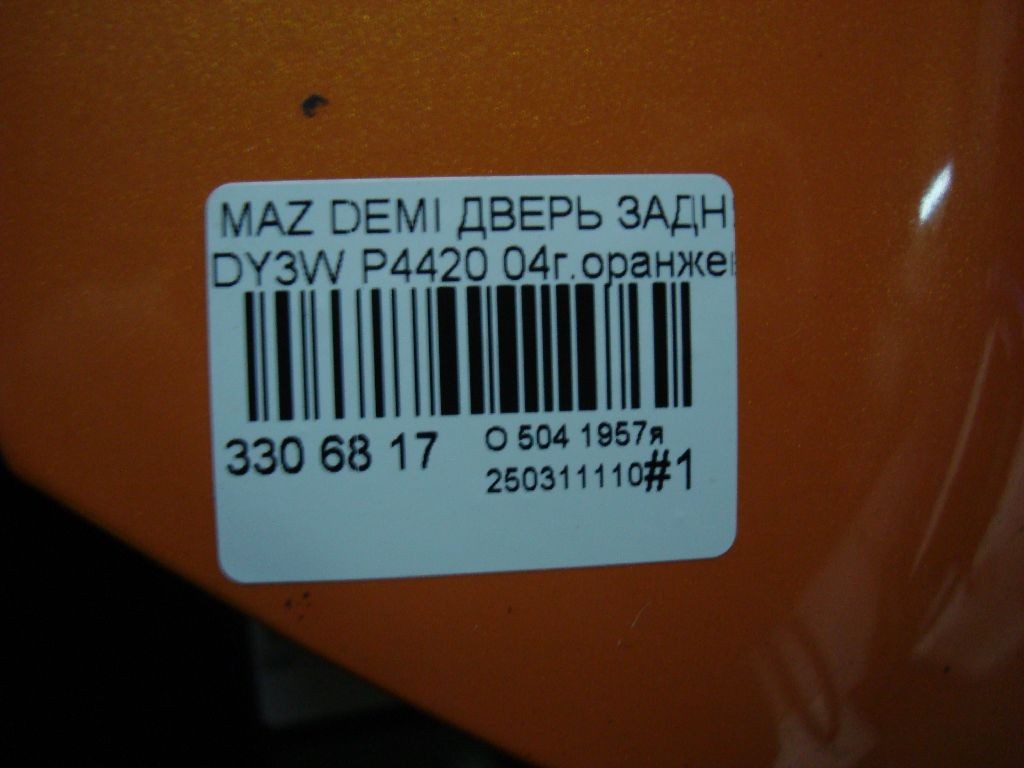 MAZ DEMI ДВЕРЬ ЗАДН
DY3W P4420 04г.оранже
330 68 17
О 504 1957я
250311110#1